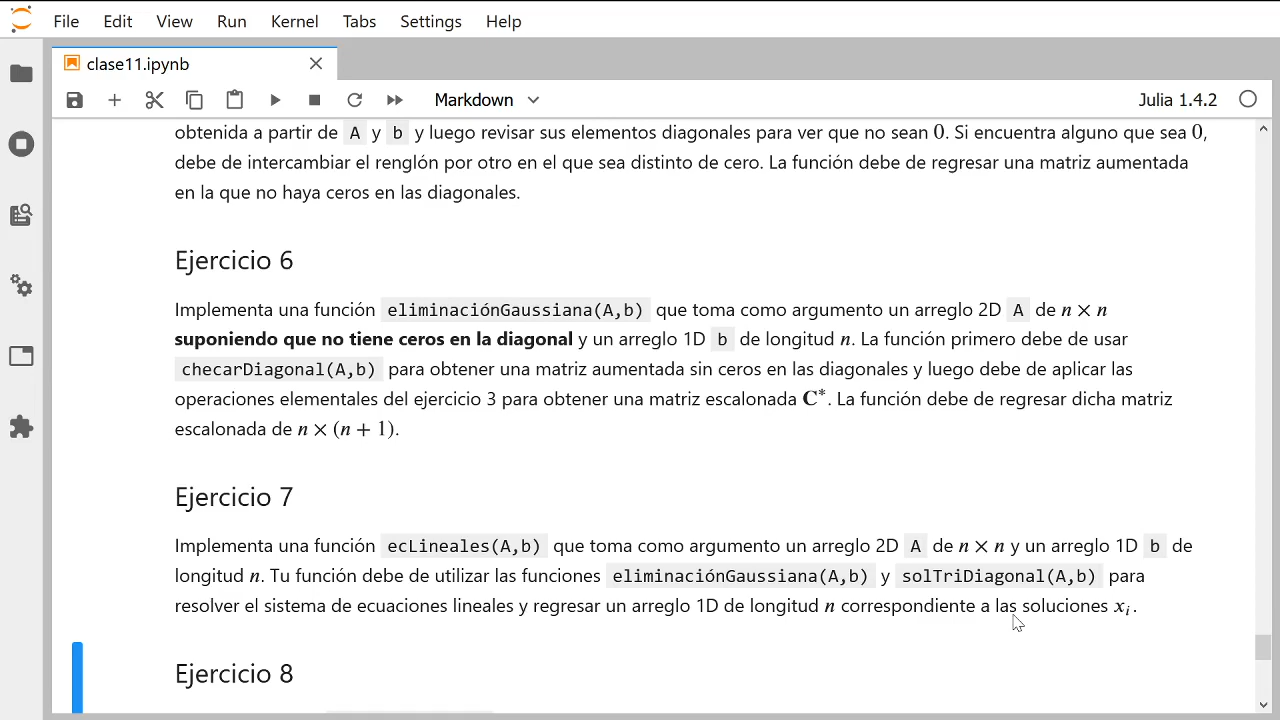 File Edit View Run Kernel Tabs Settings Help
clase11.ipynb
Markdown
Julia 1.4.2
obtenida a partir de A y b y luego revisar sus elementos diagonales para ver que no sean 0. Si encuentra alguno que sea 0,
debe de intercambiar el renglón por otro en el que sea distinto de cero. La función debe de regresar una matriz aumentada
en la que no haya ceros en las diagonales.
Ejercicio 6
Implementa una función eliminaciónGaussiana(A,b) que toma como argumento un arreglo 2D A de n × n
suponiendo que no tiene ceros en la diagonal y un arreglo 1D b de longitud n. La función primero debe de usar
checarDiagonal(A,b) para obtener una matriz aumentada sin ceros en las diagonales y luego debe de aplicar las
operaciones elementales del ejercicio 3 para obtener una matriz escalonada C*. La función debe de regresar dicha matriz
escalonada de n × (n + 1).
Ejercicio 7
Implementa una función ecLineales(A,b) que toma como argumento un arreglo 2D A de n × n y un arreglo 1D b de
longitud n. Tu función debe de utilizar las funciones eliminaciónGaussiana(A,b) y solTriDiagonal(A,b) para
resolver el sistema de ecuaciones lineales y regresar un arreglo 1D de longitud n correspondiente a las soluciones xᵢ.
Ejercicio 8